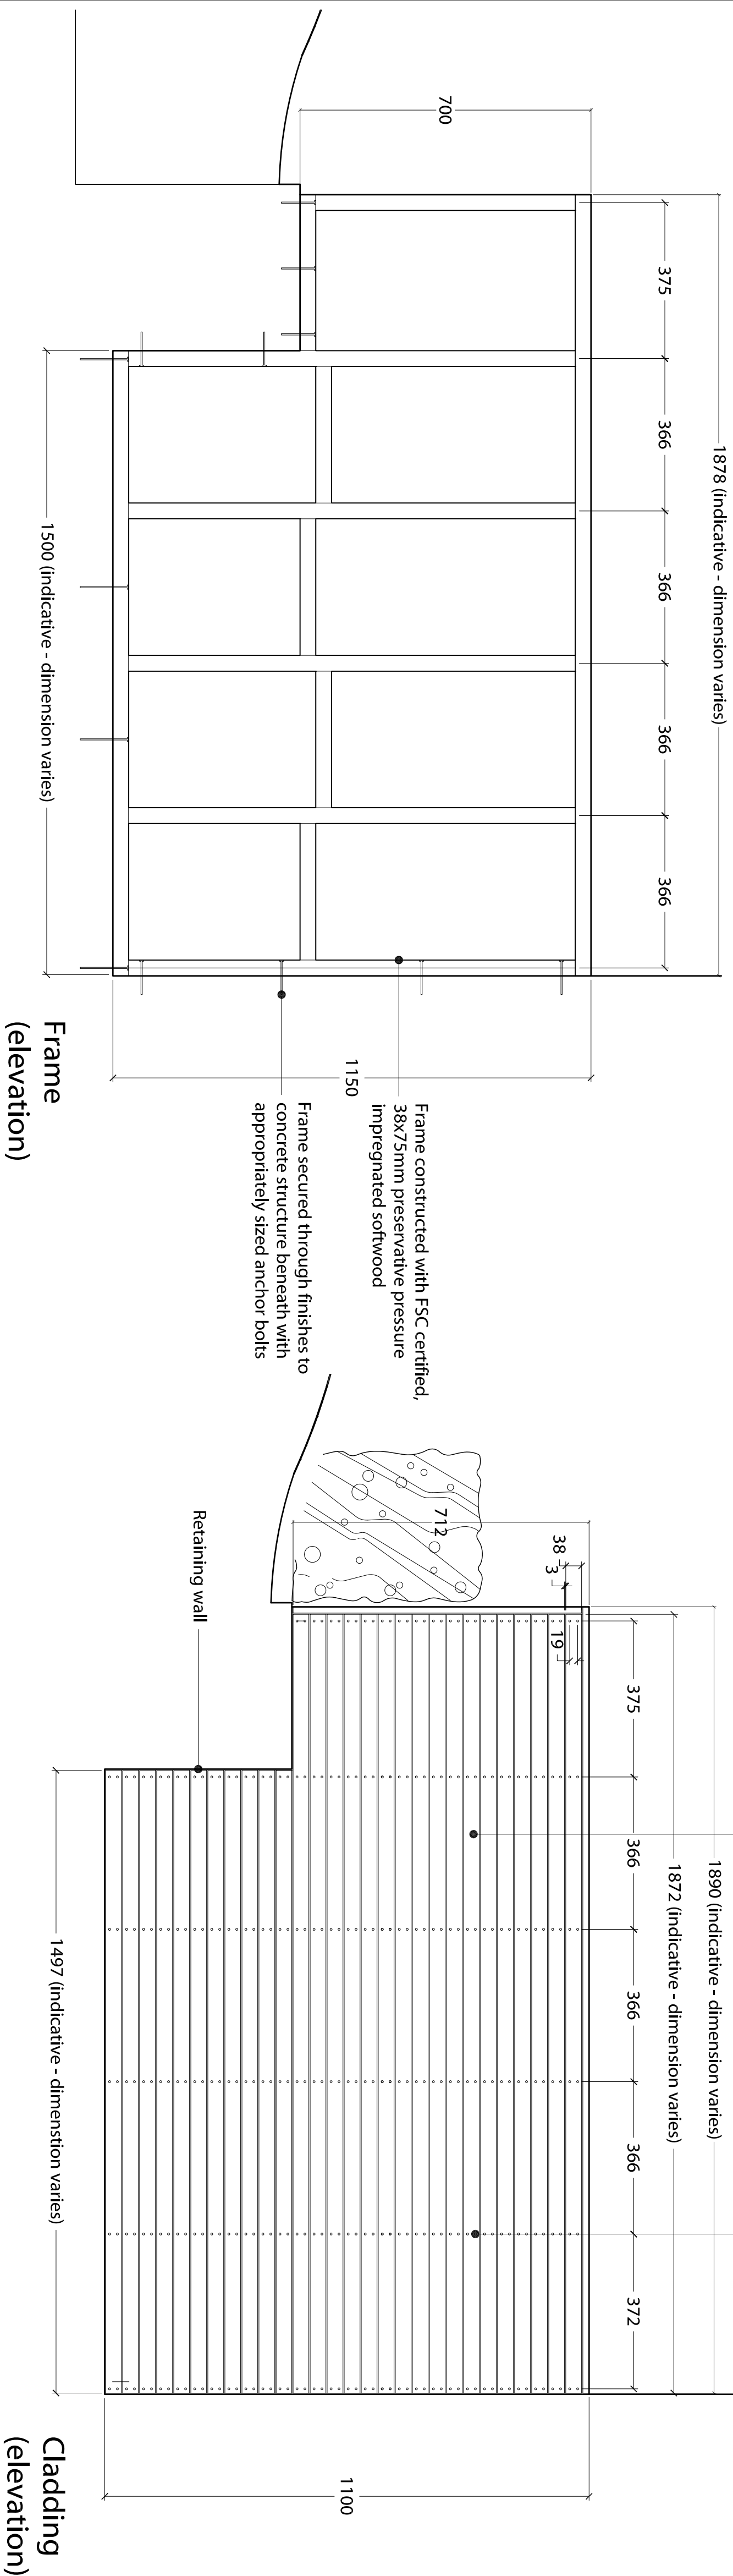 1878 (indicative - dimension varies)
375
366
366
366
366
700
1150
1500 (indicative - dimension varies)
Frame constructed with FSC certified,
38x75mm preservative pressure
impregnated softwood
Frame secured through finishes to
concrete structure beneath with
appropriately sized anchor bolts
Frame
(elevation)
1890 (indicative - dimension varies)
1872 (indicative - dimension varies)
375
366
366
366
372
38
3
19
712
Retaining wall
1100
1497 (indicative - dimenstion varies)
Cladding
(elevation)